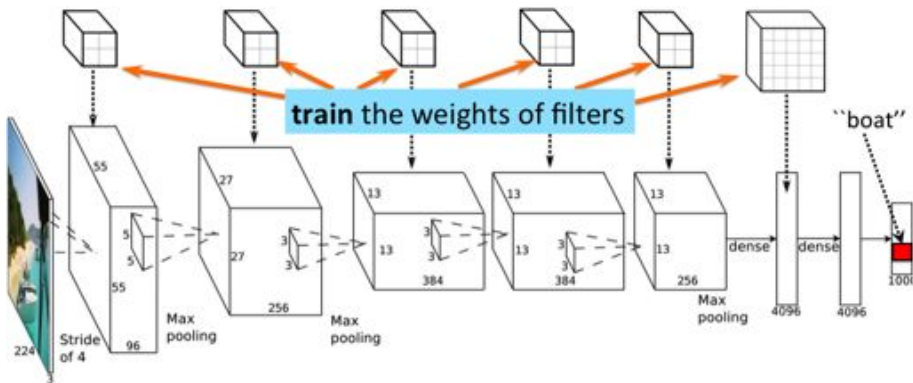 train the weights of filters
``boat''
55
27
13
13
13
5
5
55
27
3
3
13
3
3
13
3
3
13
dense
dense
384
384
256
1000
256
Max
pooling
4096
4096
Max
pooling
Max
pooling
224
Stride
of 4
96
3